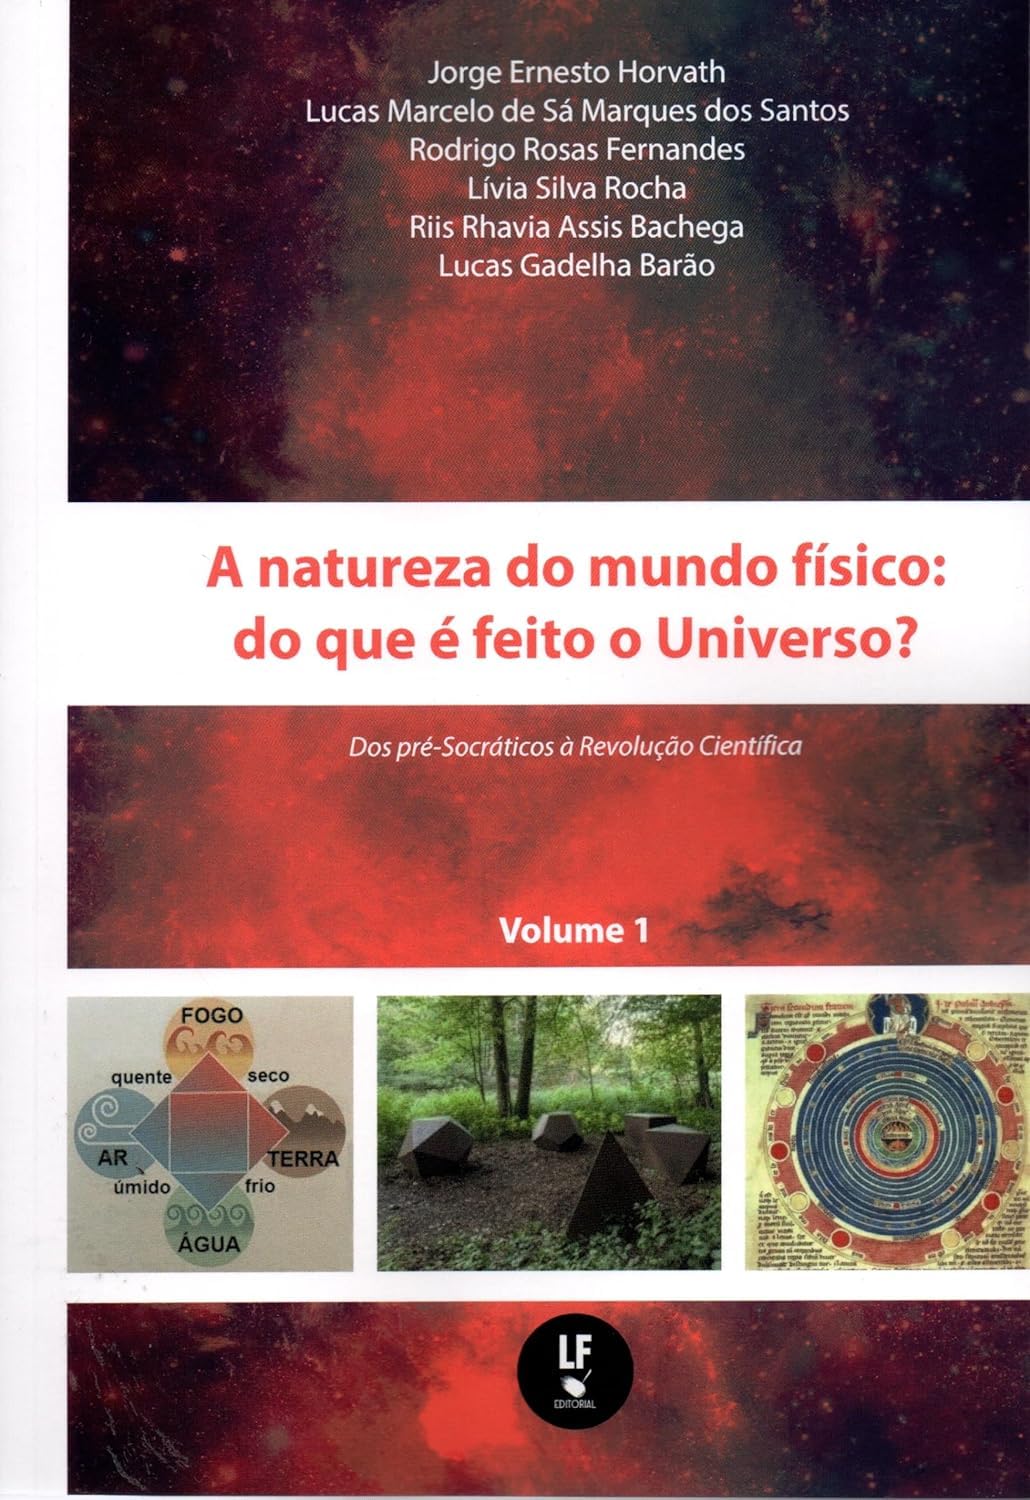 Jorge Ernesto Horvath
Lucas Marcelo de Sá Marques dos Santos
Rodrigo Rosas Fernandes
Lívia Silva Rocha
Riis Rhavia Assis Bachega
Lucas Gadelha Barão
A natureza do mundo físico:
do que é feito o Universo?
Dos pré-Socráticos à Revolução Científica
Volume 1
FOGO
quente seco
AR TERRA
úmido frio
ÁGUA
LF
EDITORIAL